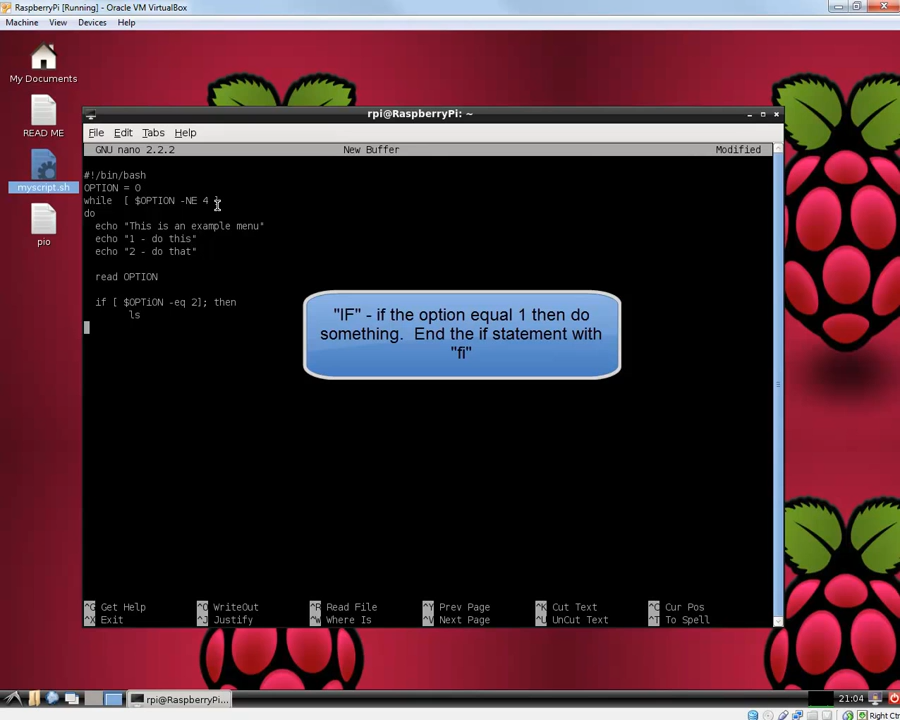 RaspberryPi [Running] - Oracle VM VirtualBox
Machine View Devices Help
My Documents
READ ME
myscript.sh
pio
rpi@RaspberryPi: ~
File Edit Tabs Help
GNU nano 2.2.2 New Buffer Modified
#!/bin/bash
OPTION = 0
while [ $OPTION -NE 4 ]
do
echo "This is an example menu"
echo "1 - do this"
echo "2 - do that"
read OPTION
if [ $OPTiON -eq 2]; then
ls
"IF" - if the option equal 1 then do
something. End the if statement with
"fi"
^G Get Help ^O WriteOut ^R Read File ^Y Prev Page ^K Cut Text ^C Cur Pos
^X Exit ^J Justify ^W Where Is ^V Next Page ^U UnCut Text ^T To Spell
rpi@RaspberryPi...
21:04
Right Ctrl